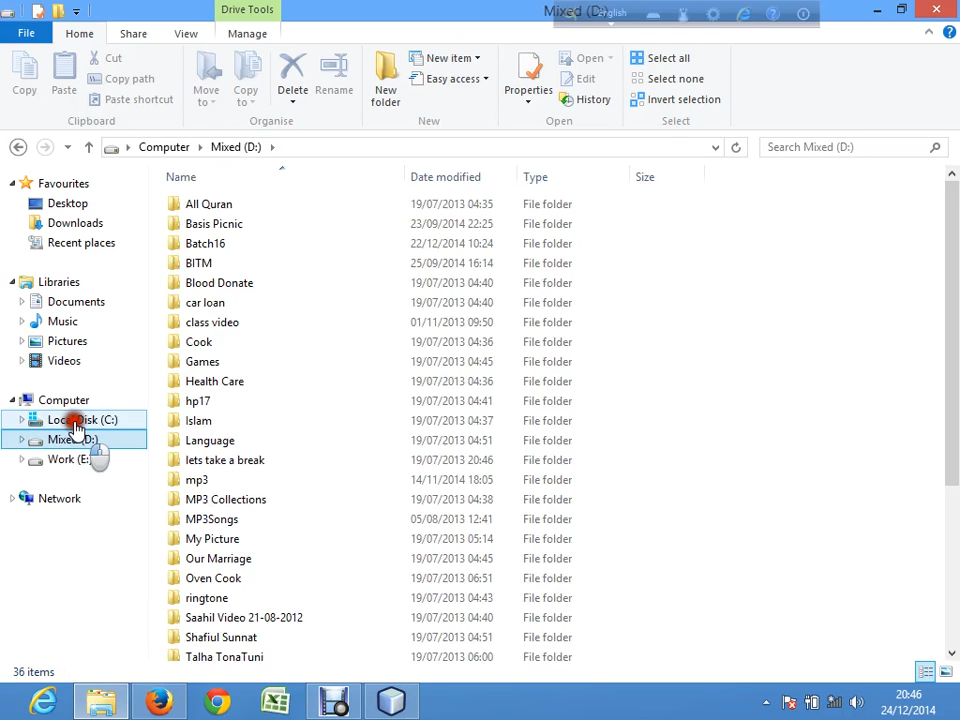 Drive Tools
Mixed (D:)
English
File
Home
Share
View
Manage
Copy
Paste
Cut
Copy path
Paste shortcut
Clipboard
Move to
Copy to
Delete
Rename
Organise
New folder
New item
Easy access
New
Properties
Open
Edit
History
Open
Select all
Select none
Invert selection
Select
Computer
Mixed (D:)
Search Mixed (D:)
Name
Date modified
Type
Size
Favourites
Desktop
Downloads
Recent places
Libraries
Documents
Music
Pictures
Videos
Computer
Local Disk (C:)
Mixed (D:)
Work (E:)
Network
All Quran 19/07/2013 04:35 File folder
Basis Picnic 23/09/2014 22:25 File folder
Batch16 22/12/2014 10:24 File folder
BITM 25/09/2014 16:14 File folder
Blood Donate 19/07/2013 04:40 File folder
car loan 19/07/2013 04:40 File folder
class video 01/11/2013 09:50 File folder
Cook 19/07/2013 04:36 File folder
Games 19/07/2013 04:45 File folder
Health Care 19/07/2013 04:36 File folder
hp17 19/07/2013 04:41 File folder
Islam 19/07/2013 04:37 File folder
Language 19/07/2013 04:51 File folder
lets take a break 19/07/2013 20:46 File folder
mp3 14/11/2014 18:05 File folder
MP3 Collections 19/07/2013 04:38 File folder
MP3Songs 05/08/2013 12:41 File folder
My Picture 19/07/2013 05:14 File folder
Our Marriage 19/07/2013 04:45 File folder
Oven Cook 19/07/2013 06:51 File folder
ringtone 19/07/2013 04:43 File folder
Saahil Video 21-08-2012 19/07/2013 04:40 File folder
Shafiul Sunnat 19/07/2013 04:51 File folder
Talha TonaTuni 19/07/2013 06:00 File folder
36 items
20:46
24/12/2014